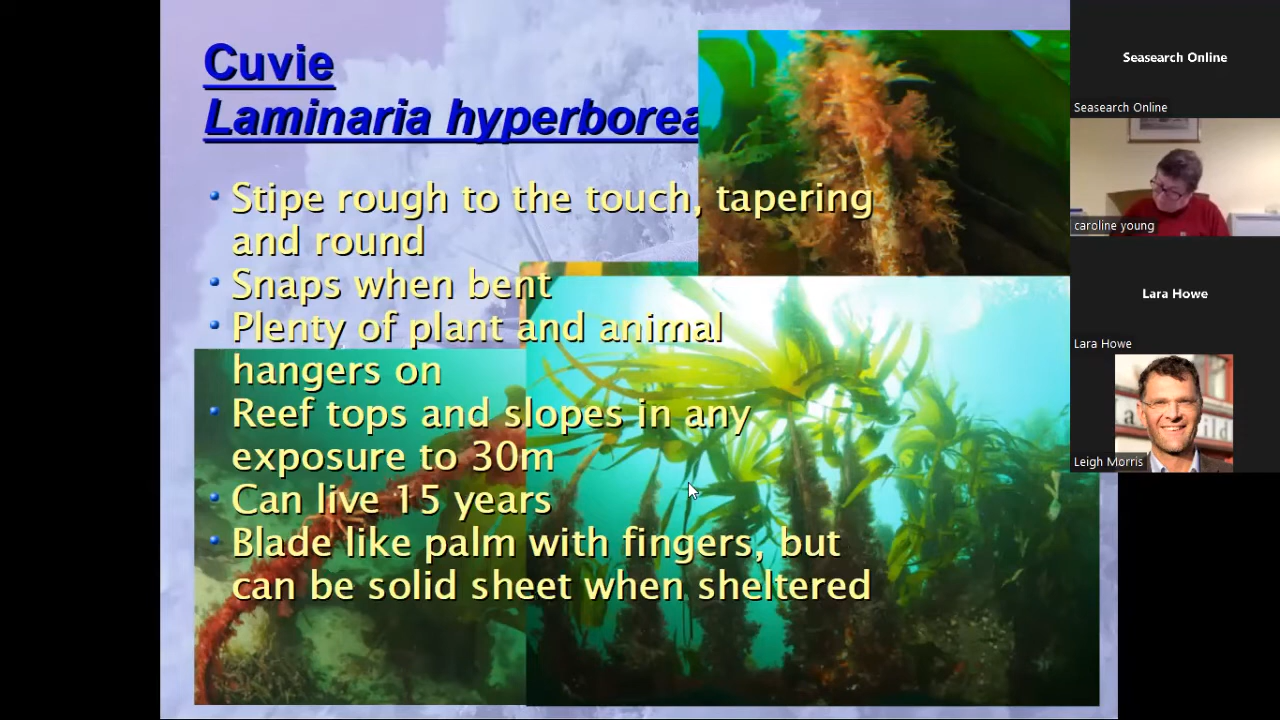 Cuvie
Laminaria hyperborea
• Stipe rough to the touch, tapering
and round
• Snaps when bent
• Plenty of plant and animal
hangers on
• Reef tops and slopes in any
exposure to 30m
• Can live 15 years
• Blade like palm with fingers, but
can be solid sheet when sheltered
Seasearch Online
Seasearch Online
caroline young
Lara Howe
Lara Howe
Leigh Morris